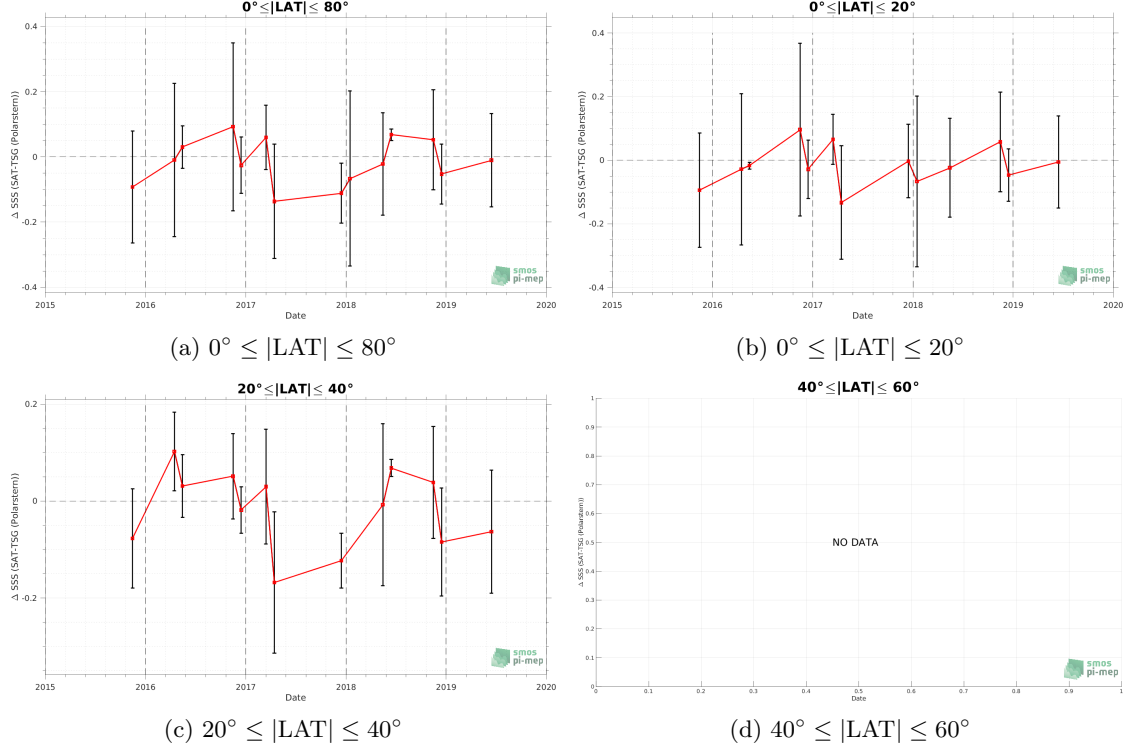 0°≤|LAT|≤ 80°
Δ SSS (SAT-TSG (Polarstern))
0.4
0.2
0
-0.2
-0.4
2015 2016 2017 2018 2019 2020
Date
smos
pi-mep
(a) 0° ≤ |LAT| ≤ 80°
0°≤|LAT|≤ 20°
Δ SSS (SAT-TSG (Polarstern))
0.4
0.2
0
-0.2
-0.4
2015 2016 2017 2018 2019 2020
Date
smos
pi-mep
(b) 0° ≤ |LAT| ≤ 20°
20°≤|LAT|≤ 40°
Δ SSS (SAT-TSG (Polarstern))
0.2
0
-0.2
2015 2016 2017 2018 2019 2020
Date
smos
pi-mep
(c) 20° ≤ |LAT| ≤ 40°
40°≤|LAT|≤ 60°
Δ SSS (SAT-TSG (Polarstern))
1
0.9
0.8
0.7
0.6
0.5
0.4
0.3
0.2
0.1
0
NO DATA
0 0.1 0.2 0.3 0.4 0.5 0.6 0.7 0.8 0.9 1
Date
smos
pi-mep
(d) 40° ≤ |LAT| ≤ 60°